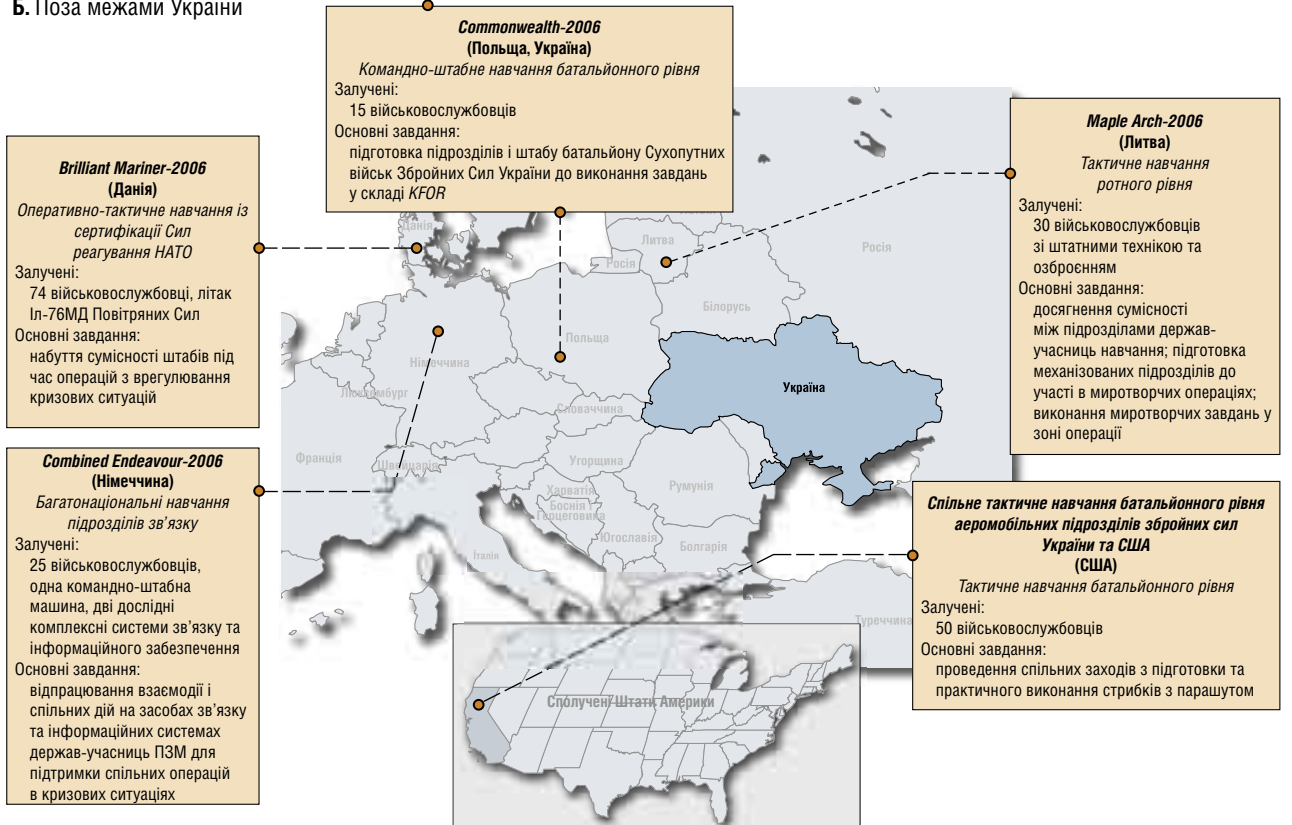 Б. Поза межами України
Commonwealth-2006
(Польща, Україна)
Командно-штабне навчання батальйонного рівня
Залучені:
15 військовослужбовців
Основні завдання:
підготовка підрозділів і штабу батальйону Сухопутних
військ Збройних Сил України до виконання завдань
у складі KFOR
Brilliant Mariner-2006
(Данія)
Оперативно-тактичне навчання із
сертифікації Сил
реагування НАТО
Залучені:
74 військовослужбовці, літак
Іл-76МД Повітряних Сил
Основні завдання:
набуття сумісності штабів під
час операцій з врегулювання
кризових ситуацій
Combined Endeavour-2006
(Німеччина)
Багатонаціональні навчання
підрозділів зв’язку
Залучені:
25 військовослужбовців,
одна командно-штабна
машина, дві дослідні
комплексні системи зв’язку та
інформаційного забезпечення
Основні завдання:
відпрацювання взаємодії і
спільних дій на засобах зв’язку
та інформаційних системах
держав-учасниць ПЗМ для
підтримки спільних операцій
в кризових ситуаціях
Maple Arch-2006
(Литва)
Тактичне навчання
ротного рівня
Залучені:
30 військовослужбовців
зі штатними технікою та
озброєнням
Основні завдання:
досягнення сумісності
між підрозділами держав-
учасниць навчання; підготовка
механізованих підрозділів до
участі в миротворчих операціях;
виконання миротворчих завдань у
зоні операції
Спільне тактичне навчання батальйонного рівня
аеромобільних підрозділів збройних сил
України та США
(США)
Тактичне навчання батальйонного рівня
Залучені:
50 військовослужбовців
Основні завдання:
проведення спільних заходів з підготовки та
практичного виконання стрибків з парашутом
Данія
Литва
Росія
Росія
Білорусь
Польща
Німеччина
Люксембург
Україна
Словаччина
Франція
Швейцарія
Угорщина
Румунія
Харватія
Боснія і
Герцеговина
Югославія
Болгарія
Італія
Туреччина
Сполучені Штати Америки